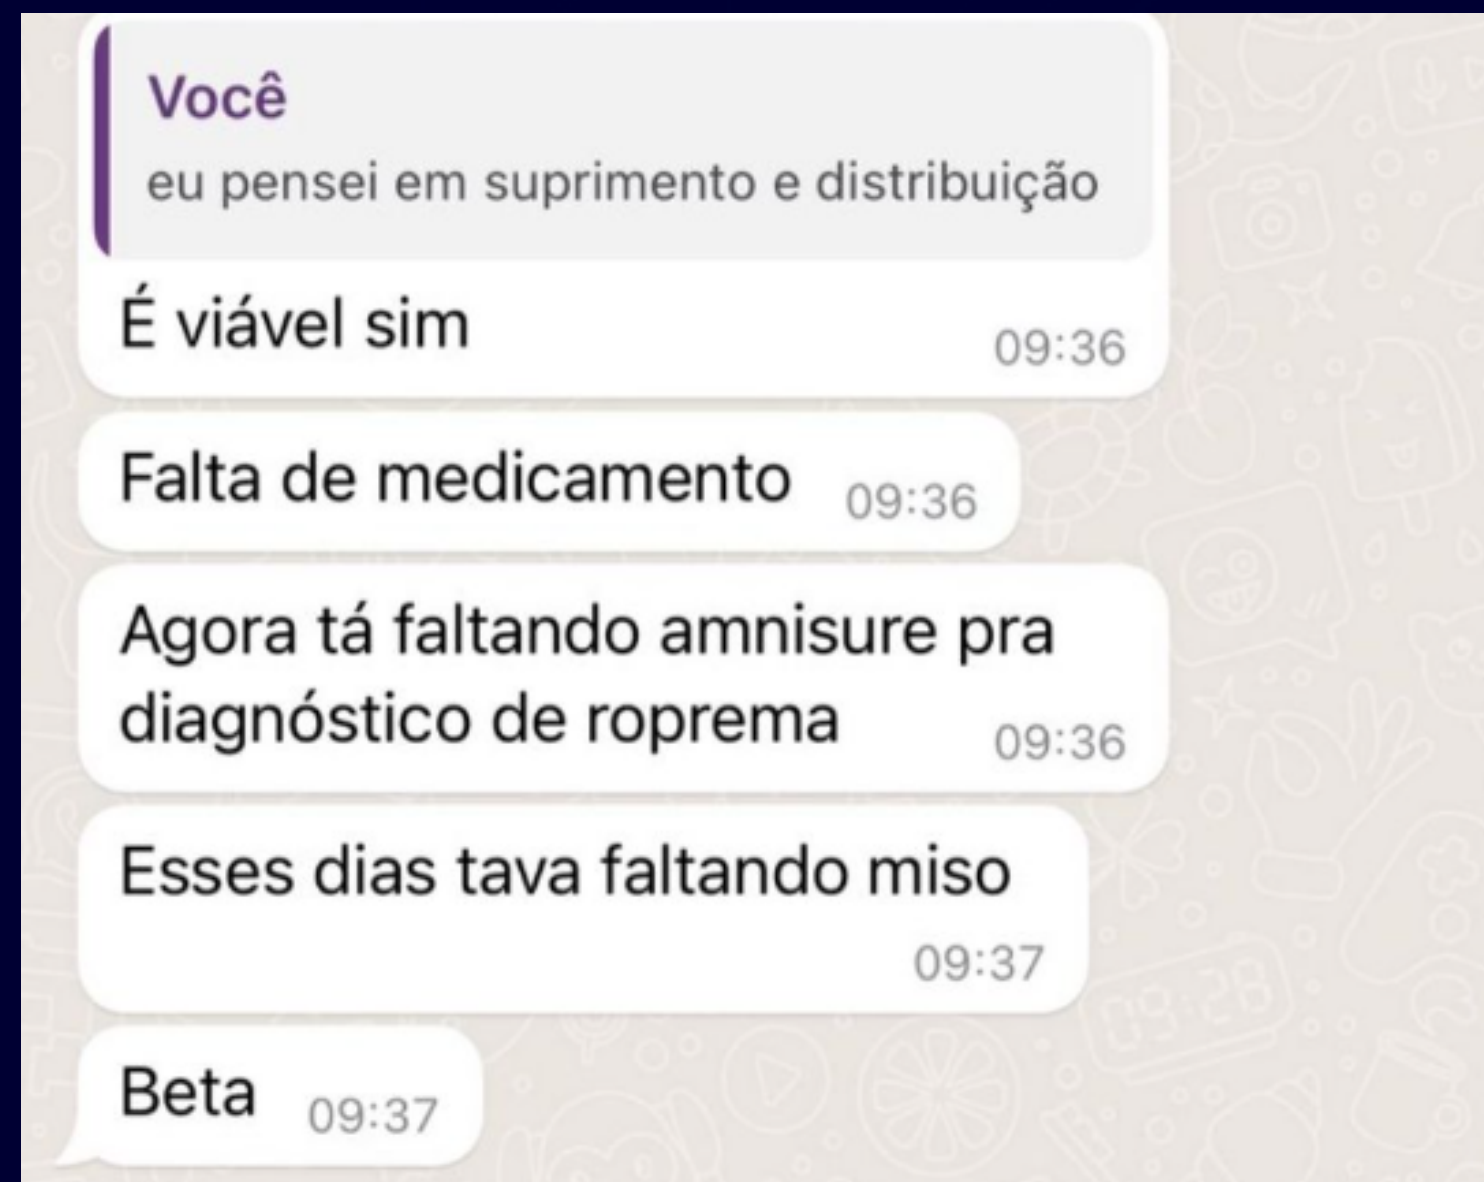 Você
eu pensei em suprimento e distribuição
É viável sim
09:36
Falta de medicamento
09:36
Agora tá faltando amnisure pra
diagnóstico de roprema
09:36
Esses dias tava faltando miso
09:37
Beta
09:37